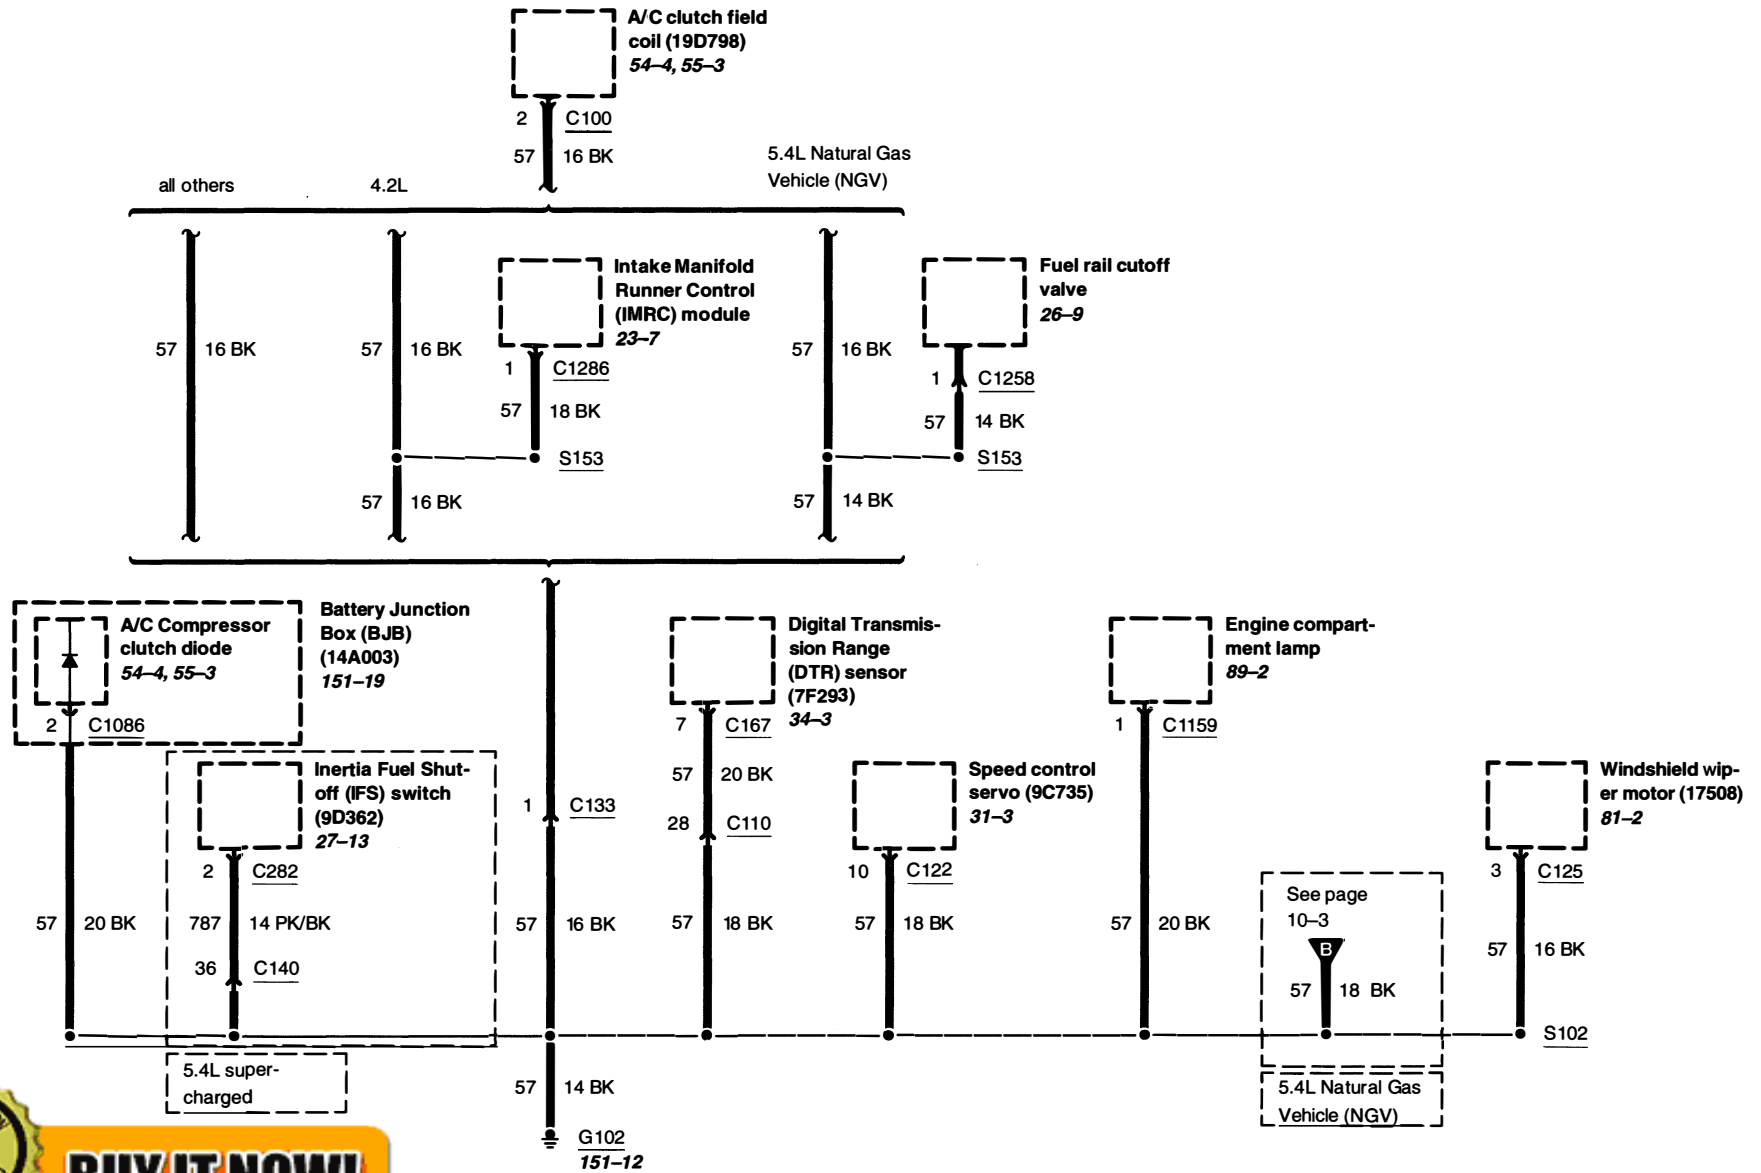 A/C clutch field
coil (19D798)
54–4, 55–3
2 C100
57 16 BK
5.4L Natural Gas
Vehicle (NGV)
all others
4.2L
Intake Manifold
Runner Control
(IMRC) module
23–7
Fuel rail cutoff
valve
26–9
57 16 BK
57 16 BK
57 16 BK
1 C1286
1 C1258
57 18 BK
57 14 BK
S153
S153
57 16 BK
57 14 BK
A/C Compressor
clutch diode
54–4, 55–3
2 C1086
Battery Junction
Box (BJB)
(14A003)
151–19
Digital Transmis-
sion Range
(DTR) sensor
(7F293)
34–3
7 C167
57 20 BK
28 C110
Engine compart-
ment lamp
89–2
1 C1159
Inertia Fuel Shut-
off (IFS) switch
(9D362)
27–13
2 C282
1 C133
Speed control
servo (9C735)
31–3
10 C122
Windshield wip-
er motor (17508)
81–2
3 C125
See page
10–3
B
57 20 BK
787 14 PK/BK
57 16 BK
57 18 BK
57 18 BK
57 20 BK
57 16 BK
36 C140
57 18 BK
S102
5.4L super-
charged
57 14 BK
5.4L Natural Gas
Vehicle (NGV)
G102
151–12
BUY IT NOW!